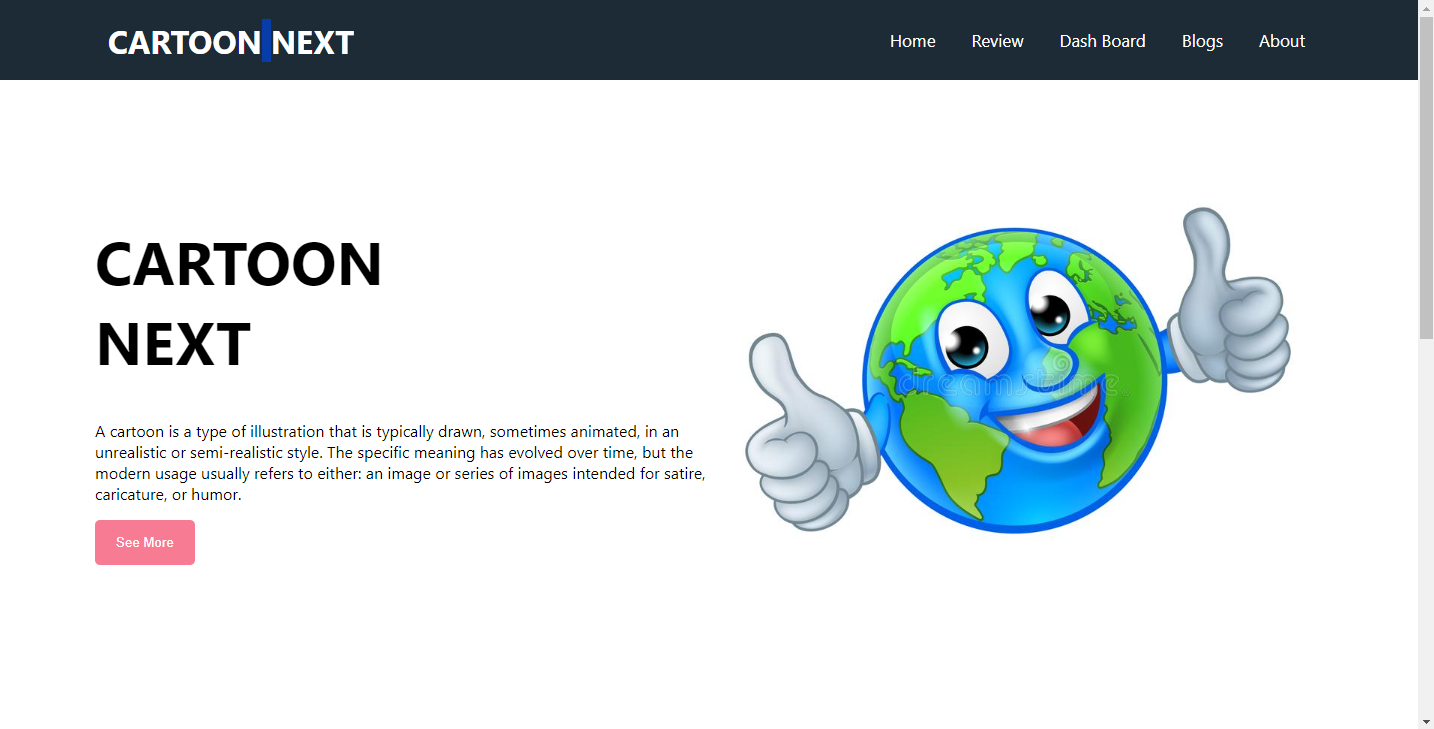 CARTOON NEXT
Home Review Dash Board Blogs About
CARTOON
NEXT
A cartoon is a type of illustration that is typically drawn, sometimes animated, in an
unrealistic or semi-realistic style. The specific meaning has evolved over time, but the
modern usage usually refers to either: an image or series of images intended for satire,
caricature, or humor.
See More
dreamstime